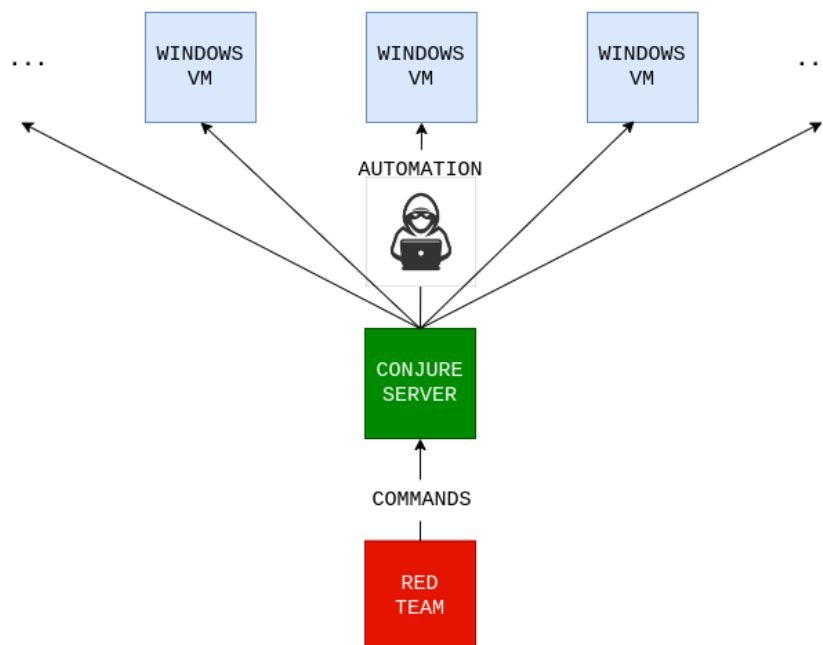 ...
WINDOWS
VM
WINDOWS
VM
WINDOWS
VM
..
AUTOMATION
CONJURE
SERVER
COMMANDS
RED
TEAM